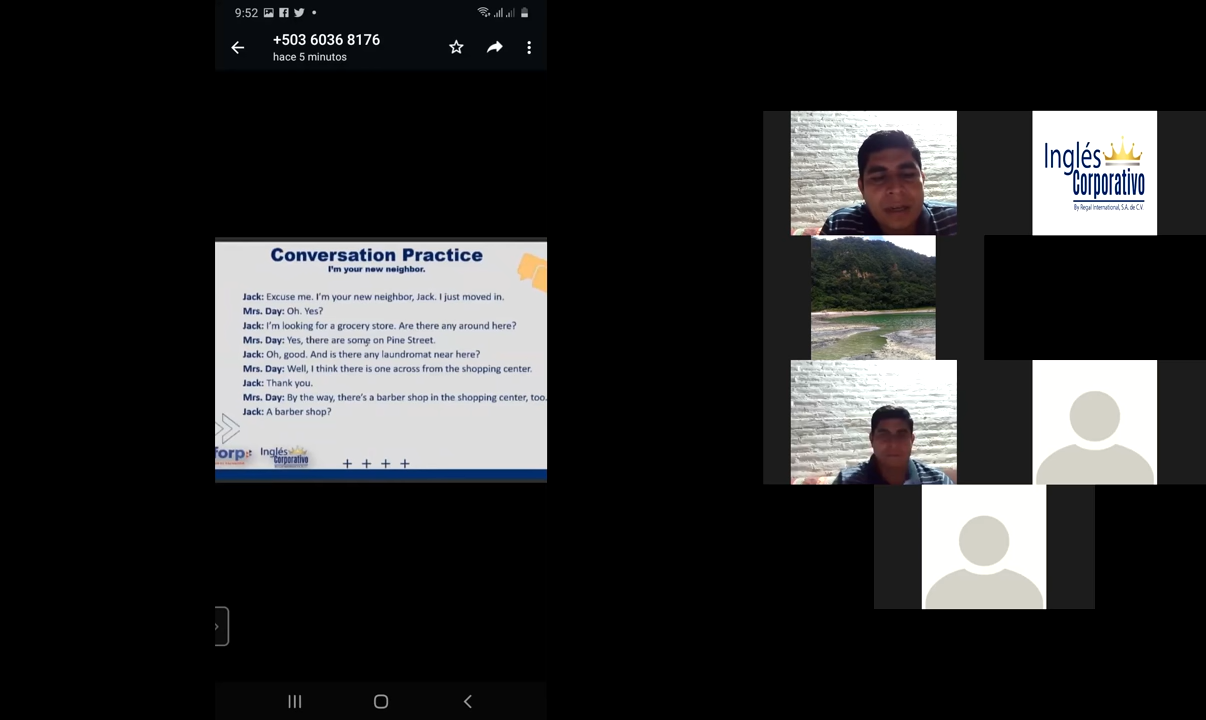 9:52
+503 6036 8176
hace 5 minutos
Conversation Practice
I'm your new neighbor.
Jack: Excuse me. I'm your new neighbor, Jack. I just moved in.
Mrs. Day: Oh. Yes?
Jack: I'm looking for a grocery store. Are there any around here?
Mrs. Day: Yes, there are some on Pine Street.
Jack: Oh, good. And is there any laundromat near here?
Mrs. Day: Well, I think there is one across from the shopping center.
Jack: Thank you.
Mrs. Day: By the way, there's a barber shop in the shopping center, too.
Jack: A barber shop?
forp:
Inglés
Corporativo
Inglés
Corporativo
By Regal International, S.A. de C.V.